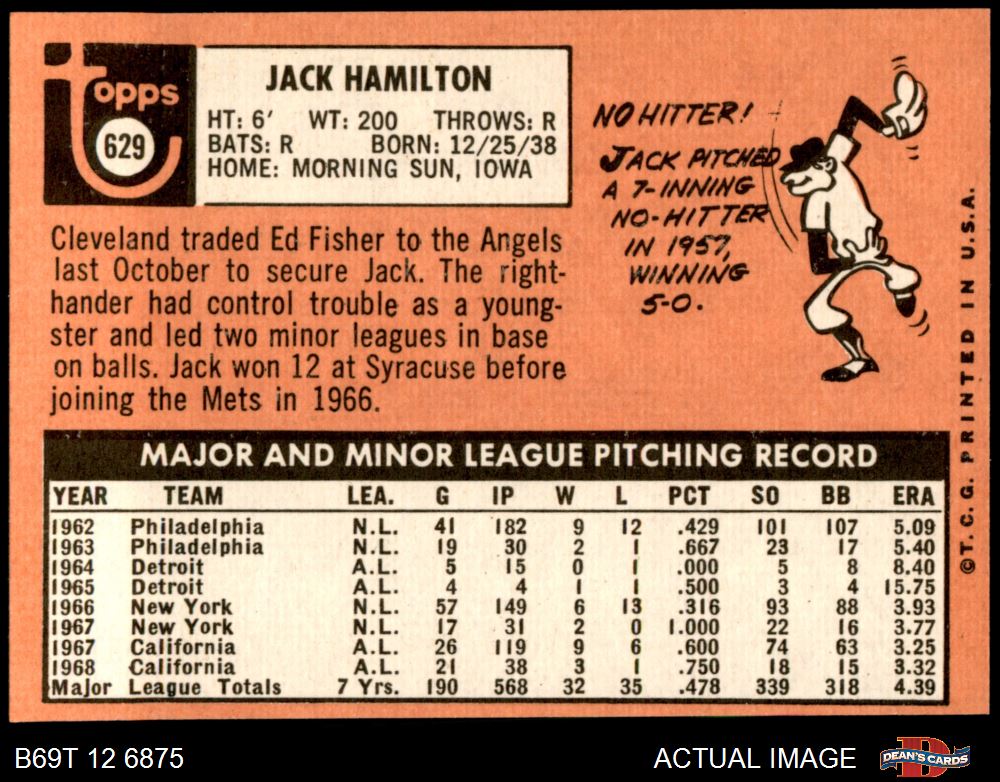 Topps
629
JACK HAMILTON
HT: 6' WT: 200 THROWS: R
BATS: R BORN: 12/25/38
HOME: MORNING SUN, IOWA
Cleveland traded Ed Fisher to the Angels
last October to secure Jack. The right-
hander had control trouble as a young-
ster and led two minor leagues in base
on balls. Jack won 12 at Syracuse before
joining the Mets in 1966.
NO HITTER!
JACK PITCHED
A 7-INNING
NO-HITTER
IN 1957,
WINNING
5-0.
©T.C.G. PRINTED IN U.S.A.
MAJOR AND MINOR LEAGUE PITCHING RECORD
YEAR TEAM LEA. G IP W L PCT SO BB ERA
1962 Philadelphia N.L. 41 182 9 12 .429 101 107 5.09
1963 Philadelphia N.L. 19 30 2 1 .667 23 17 5.40
1964 Detroit A.L. 5 15 0 1 .000 5 8 8.40
1965 Detroit A.L. 4 4 1 1 .500 3 4 15.75
1966 New York N.L. 57 149 6 13 .316 93 88 3.93
1967 New York N.L. 17 31 2 0 1.000 22 16 3.77
1967 California A.L. 26 119 9 6 .600 74 63 3.25
1968 California A.L. 21 38 3 1 .750 18 15 3.32
Major League Totals 7 Yrs. 190 568 32 35 .478 339 318 4.39
B69T 12 6875
ACTUAL IMAGE
D
DEAN'S CARDS